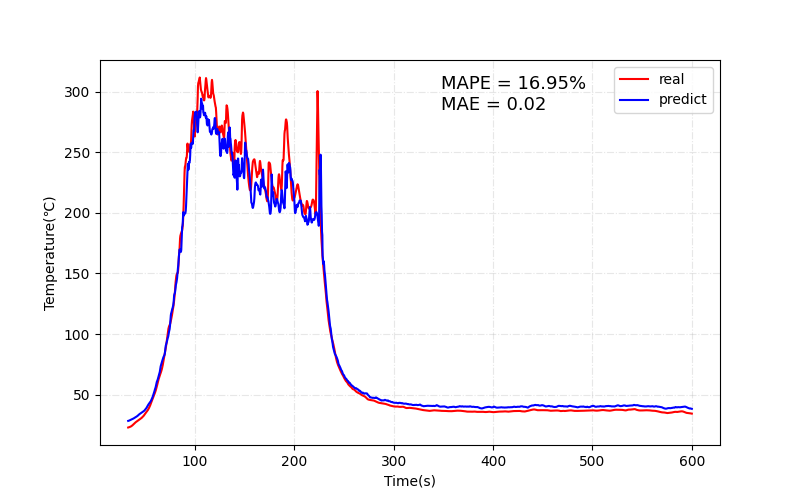 MAPE = 16.95%
MAE = 0.02
real
predict
Temperature(℃)
300
250
200
150
100
50
100
200
300
400
500
600
Time(s)